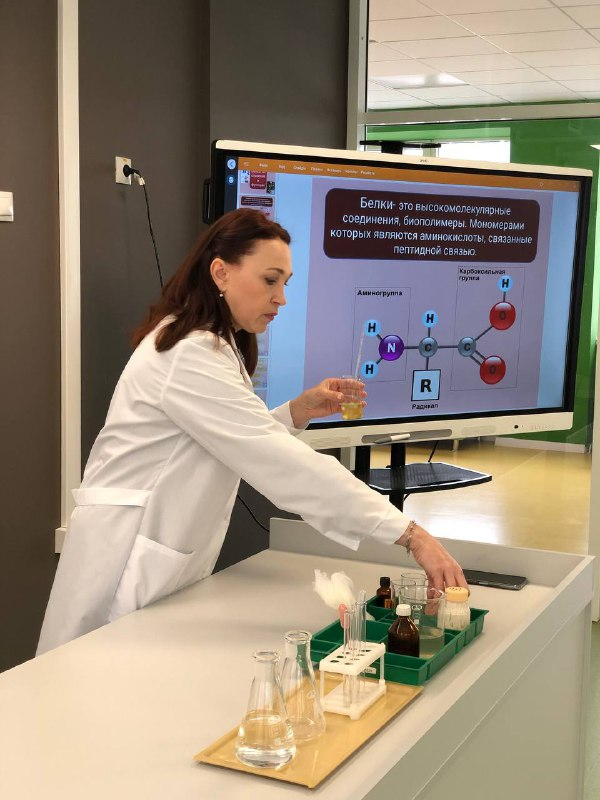 Белки- это высокомолекулярные
соединения, биополимеры. Мономерами
которых являются аминокислоты, связанные
пептидной связью.
Карбоксильная
группа
Аминогруппа
H
O
H
H
N
C
C
H
O
R
Радикал